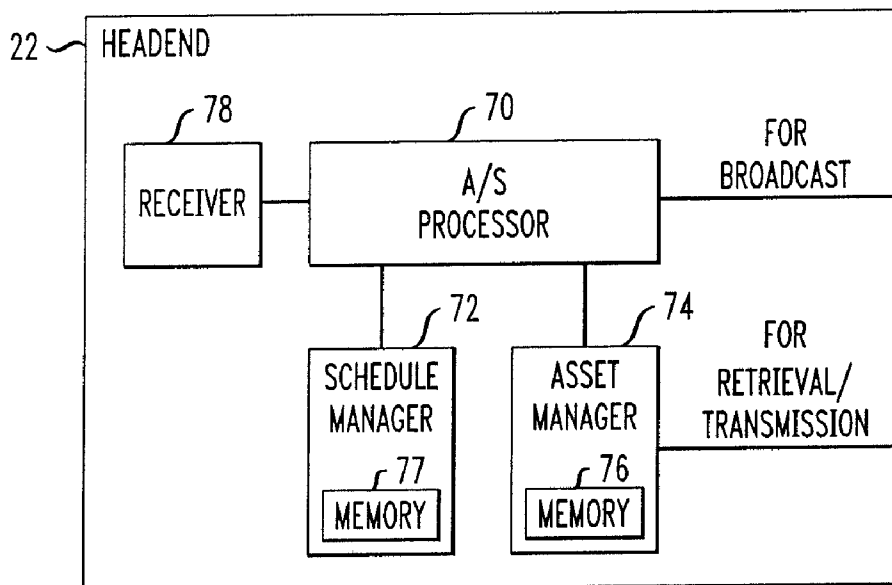 22
HEADEND
78
70
FOR
BROADCAST
RECEIVER
A/S
PROCESSOR
72
74
FOR
RETRIEVAL/
TRANSMISSION
SCHEDULE
MANAGER
ASSET
MANAGER
77
76
MEMORY
MEMORY